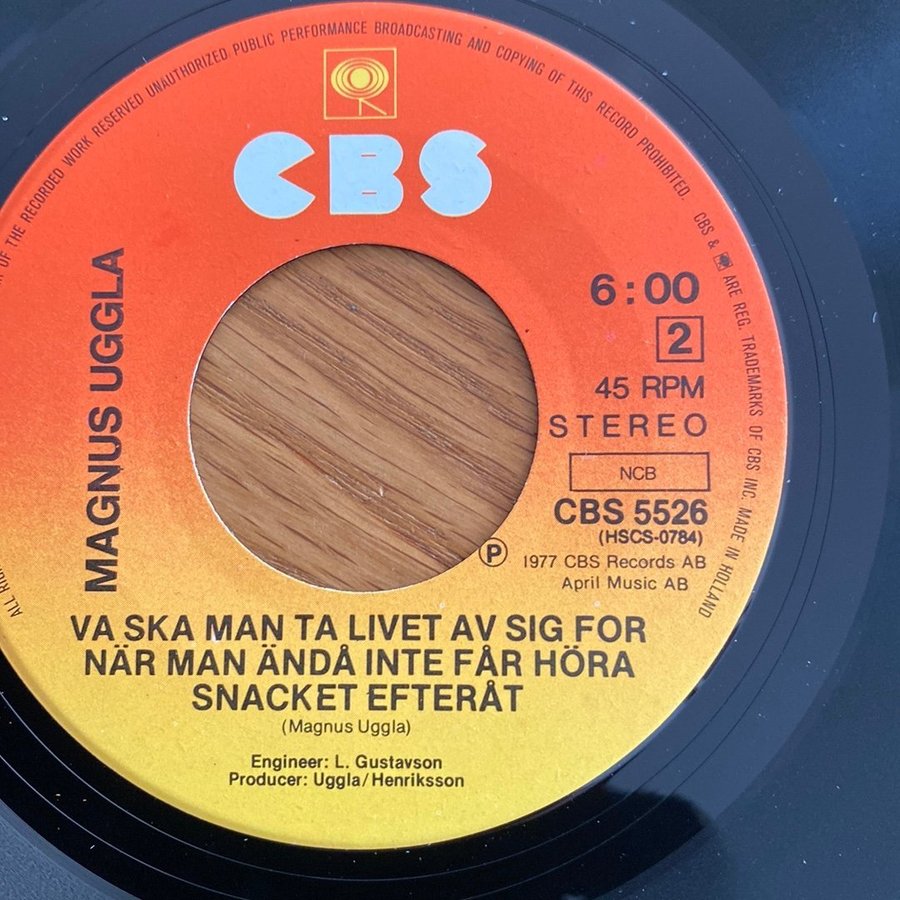 OF THE RECORDED WORK RESERVED UNAUTHORIZED PUBLIC PERFORMANCE BROADCASTING AND COPYING OF THIS RECORD PROHIBITED. CBS & ARE REG. TRADEMARKS OF CBS INC. MADE IN HOLLAND
CBS
MAGNUS UGGLA
6:00
2
45 RPM
STEREO
NCB
CBS 5526
(HSCS-0784)
P 1977 CBS Records AB
April Music AB
VA SKA MAN TA LIVET AV SIG FOR
NÄR MAN ÄNDÅ INTE FÅR HÖRA
SNACKET EFTERÅT
(Magnus Uggla)
Engineer: L. Gustavson
Producer: Uggla/Henriksson
ALL